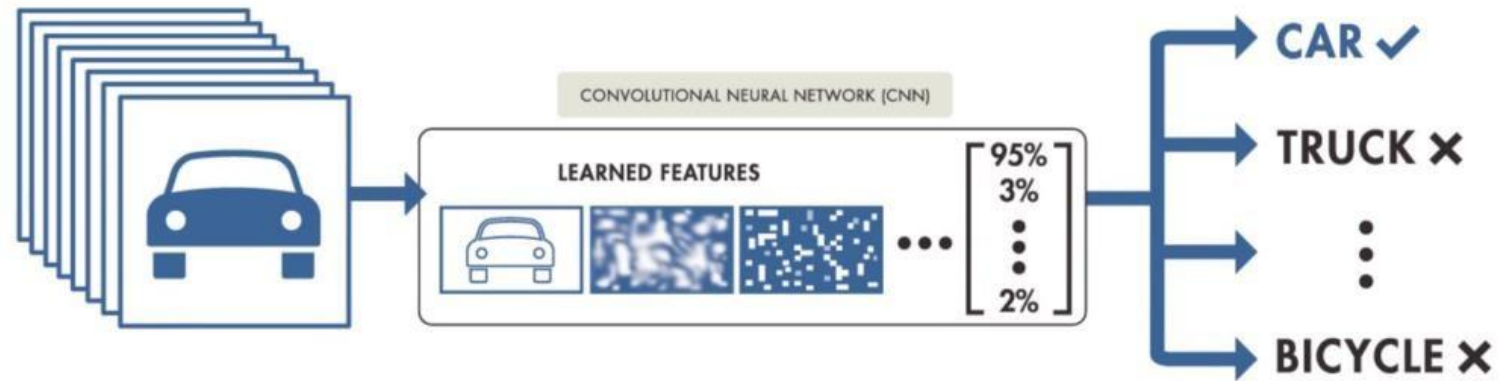 CONVOLUTIONAL NEURAL NETWORK (CNN)
LEARNED FEATURES
95%
3%
2%
CAR ✓
TRUCK ✕
BICYCLE ✕